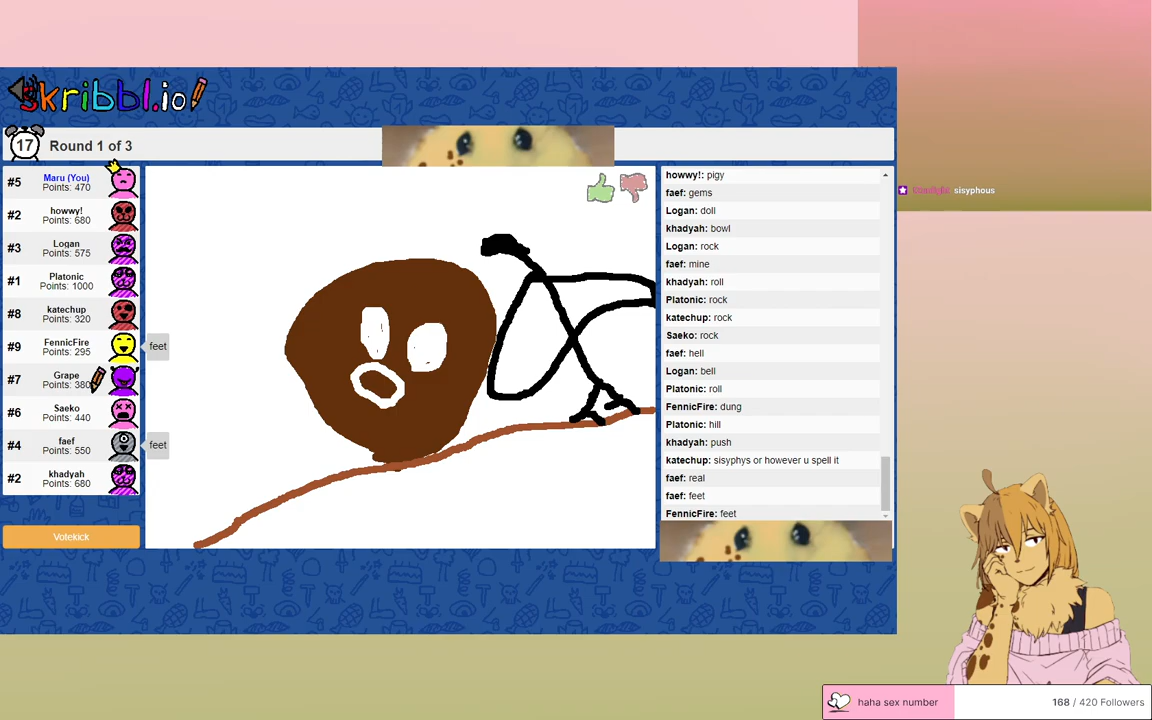 skribbl.io
17
Round 1 of 3
#5 Maru (You)
Points: 470
#2 howwy!
Points: 680
#3 Logan
Points: 575
#1 Platonic
Points: 1000
#8 katechup
Points: 320
#9 FennicFire
Points: 295
feet
#7 Grape
Points: 380
#6 Saeko
Points: 440
#4 faef
Points: 550
feet
#2 khadyah
Points: 680
Votekick
howwy!: pigy
faef: gems
Logan: doll
khadyah: bowl
Logan: rock
faef: mine
khadyah: roll
Platonic: rock
katechup: rock
Saeko: rock
faef: hell
Logan: bell
Platonic: roll
FennicFire: dung
Platonic: hill
khadyah: push
katechup: sisyphys or however u spell it
faef: real
faef: feet
FennicFire: feet
sisyphous
haha sex number
168 / 420 Followers